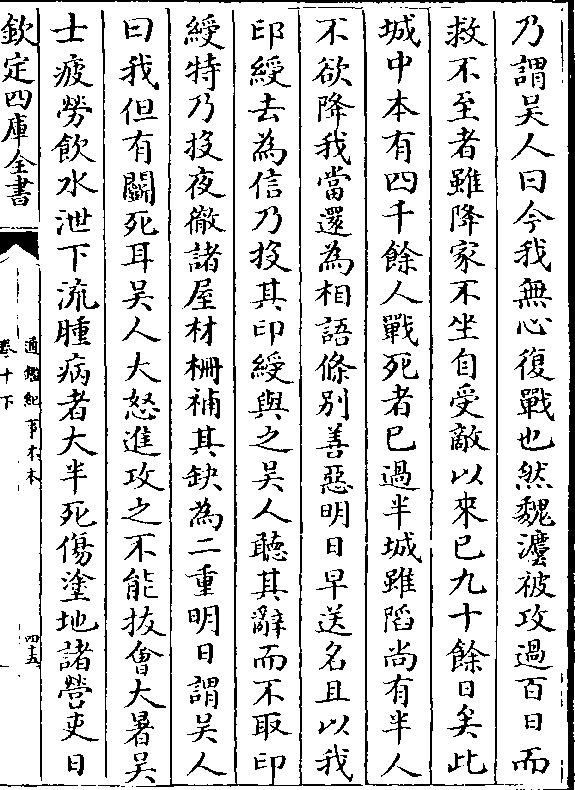 乃謂吴人曰今我無心復戰也然魏灋被攻過百日而
救不至者雖降家不坐自受敵以來已九十餘日矣此
城中本有四千餘人戰死者已過半城雖䧟尚有半人
不欲降我當還為相語條别善惡明日早送名且以我
印綬去為信乃投其印綬與之吴人聽其辭而不取印
綬特乃投夜徹諸屋材柵補其缺為二重明日謂吴人
曰我但有鬭死耳吴人大怒進攻之不能拔會大暑吴
士疲勞飲水泄下流腫病者大半死傷塗地諸營吏日
欽定四庫全書
通鑑紀事本末
卷十下
四五